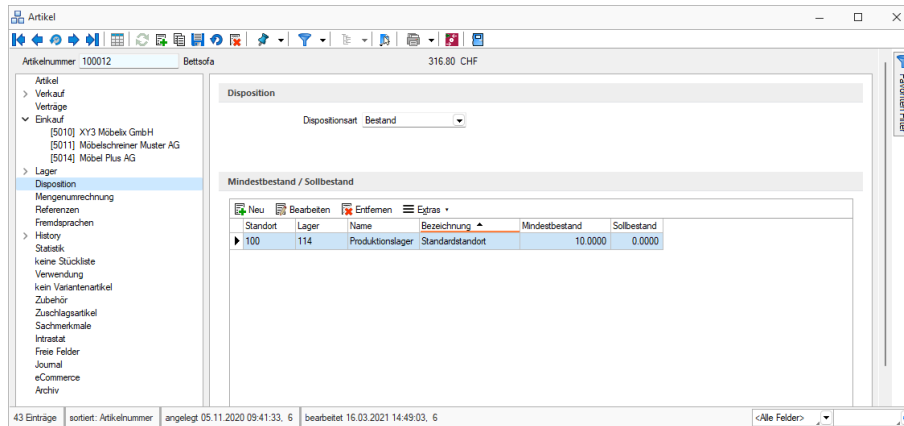 Artikel
Artikelnummer 100012 Bettsofa 316.80 CHF
Artikel
Verkauf
Verträge
Einkauf
[5010] XY3 Möbelix GmbH
[5011] Möbelschreiner Muster AG
[5014] Möbel Plus AG
Lager
Disposition
Mengenumrechnung
Referenzen
Fremdsprachen
History
Statistik
keine Stückliste
Verwendung
kein Variantenartikel
Zubehör
Zuschlagsartikel
Sachmerkmale
Intrastat
Freie Felder
Journal
eCommerce
Archiv
Disposition
Dispositionsart Bestand
Mindestbestand / Sollbestand
Neu Bearbeiten Entfernen Extras
Standort Lager Name Bezeichnung Mindestbestand Sollbestand
100 114 Produktionslager Standardstandort 10.0000 0.0000
Favoriten Filter
43 Einträge sortiert: Artikelnummer angelegt 05.11.2020 09:41:33, 6 bearbeitet 16.03.2021 14:49:03, 6 <Alle Felder>